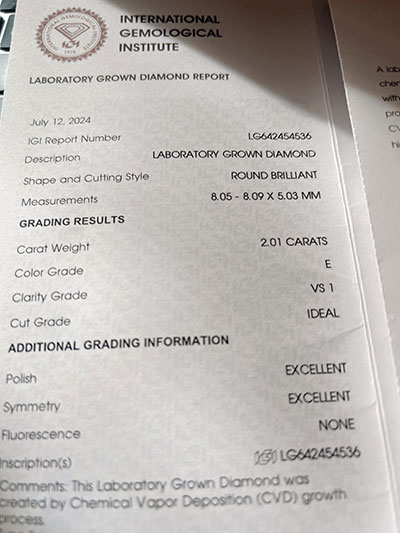 INTERNATIONAL
GEMOLOGICAL
INSTITUTE
IGI
1975
LABORATORY GROWN DIAMOND REPORT
July 12, 2024
IGI Report Number LG642454536
Description LABORATORY GROWN DIAMOND
Shape and Cutting Style ROUND BRILLIANT
Measurements 8.05 - 8.09 X 5.03 MM
GRADING RESULTS
Carat Weight 2.01 CARATS
Color Grade E
Clarity Grade VS 1
Cut Grade IDEAL
ADDITIONAL GRADING INFORMATION
Polish EXCELLENT
Symmetry EXCELLENT
Fluorescence NONE
Inscription(s) IGI LG642454536
Comments: This Laboratory Grown Diamond was
created by Chemical Vapor Deposition (CVD) growth
process.
A lab